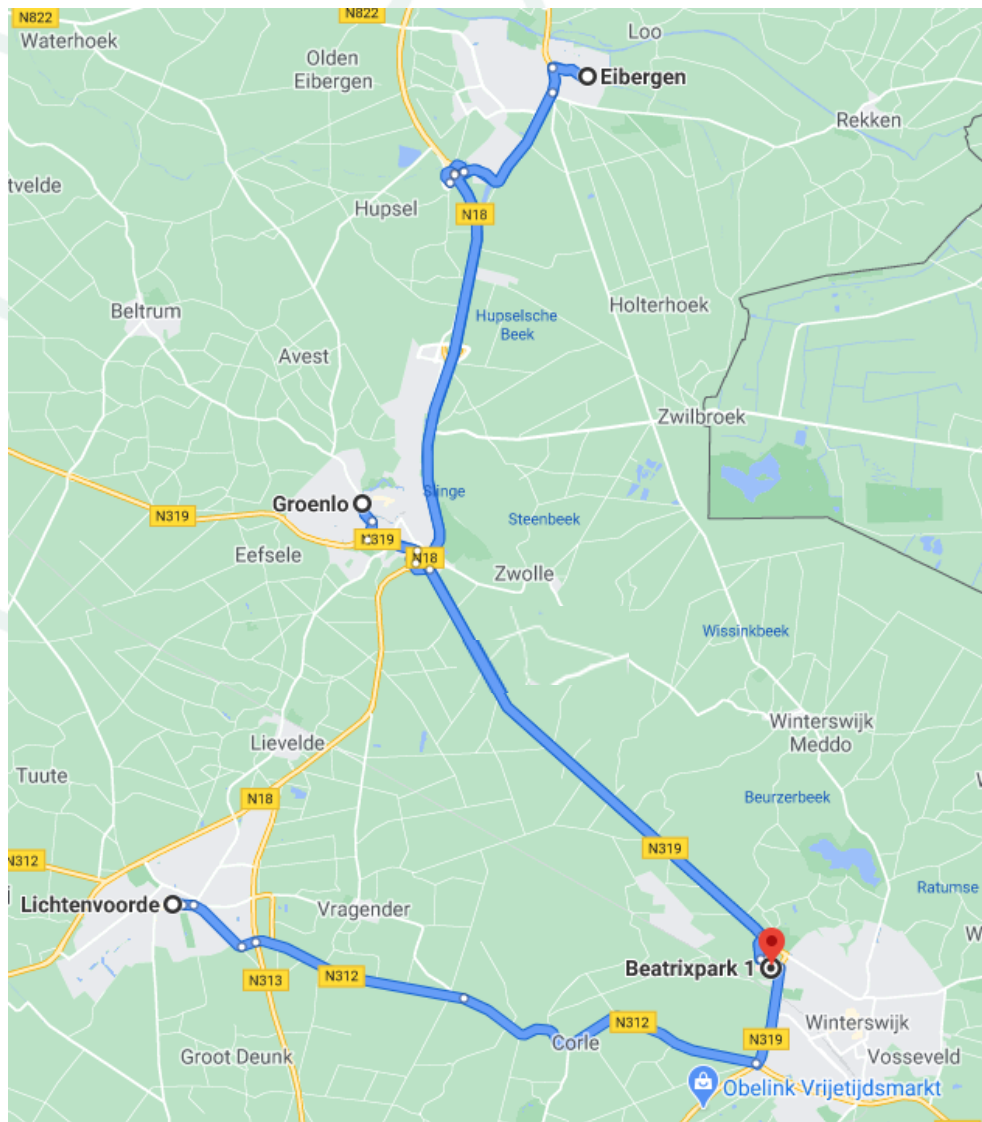 N822
N822
Waterhoek
Loo
Olden
Eibergen
Eibergen
Rekken
tvelde
Hupsel
N18
Holterhoek
Beltrum
Hupselsche
Beek
Avest
Zwilbroek
Groenlo
Slinge
N319
Steenbeek
N319
Eefsele
N18
Zwolle
Wissinkbeek
Winterswijk
Meddo
Lievelde
Tuute
N18
Beurzerbeek
N319
N312
Ratumse
Lichtenvoorde
Vragender
W
Beatrixpark 1
N312
N313
N312
Winterswijk
N319
Corle
Groot Deunk
Vosseveld
Obelink Vrijetijdsmarkt